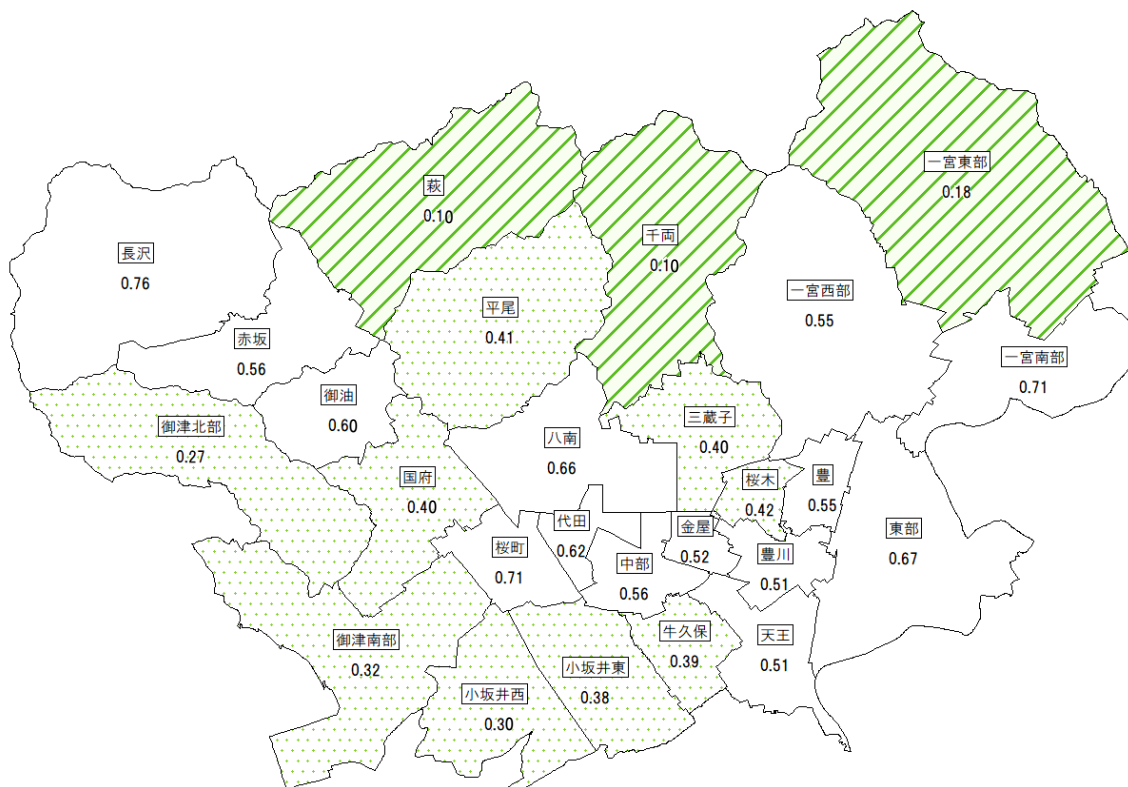 一宮東部
0.18
萩
0.10
千両
0.10
長沢
0.76
一宮西部
0.55
平尾
0.41
赤坂
0.56
一宮南部
0.71
御油
0.60
御津北部
0.27
三蔵子
0.40
八南
0.66
国府
0.40
桜木
0.42
豊
0.55
代田
0.62
金屋
0.52
東部
0.67
桜町
0.71
中部
0.56
豊川
0.51
御津南部
0.32
牛久保
0.39
天王
0.51
小坂井東
0.38
小坂井西
0.30